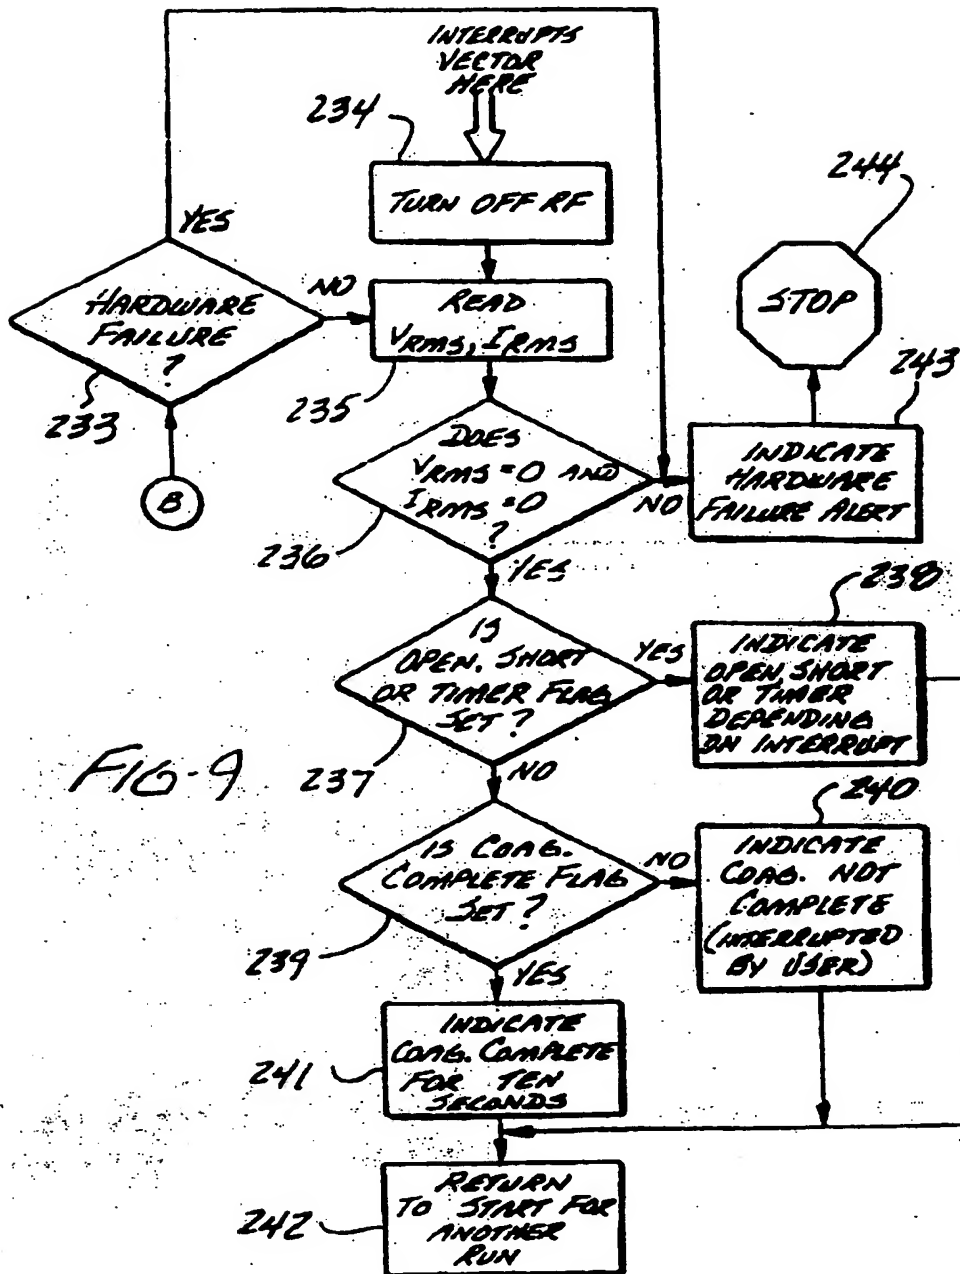 INTERRUPTS
VECTOR
HERE
234
TURN OFF RF
244
STOP
YES
HARDWARE
FAILURE
?
233
NO
READ
VRMS, IRMS
235
243
B
DOES
VRMS = 0 AND
IRMS = 0
?
236
NO
INDICATE
HARDWARE
FAILURE ALERT
YES
238
IS
OPEN, SHORT
OR TIMER FLAG
SET?
237
YES
INDICATE
OPEN, SHORT
OR TIMER
DEPENDING
ON INTERRUPT
FIG-9
NO
240
IS COAG.
COMPLETE FLAG
SET?
239
NO
INDICATE
COAG. NOT
COMPLETE
(INTERRUPTED
BY USER)
YES
INDICATE
COAG. COMPLETE
FOR TEN
SECONDS
241
RETURN
TO START FOR
ANOTHER
RUN
242